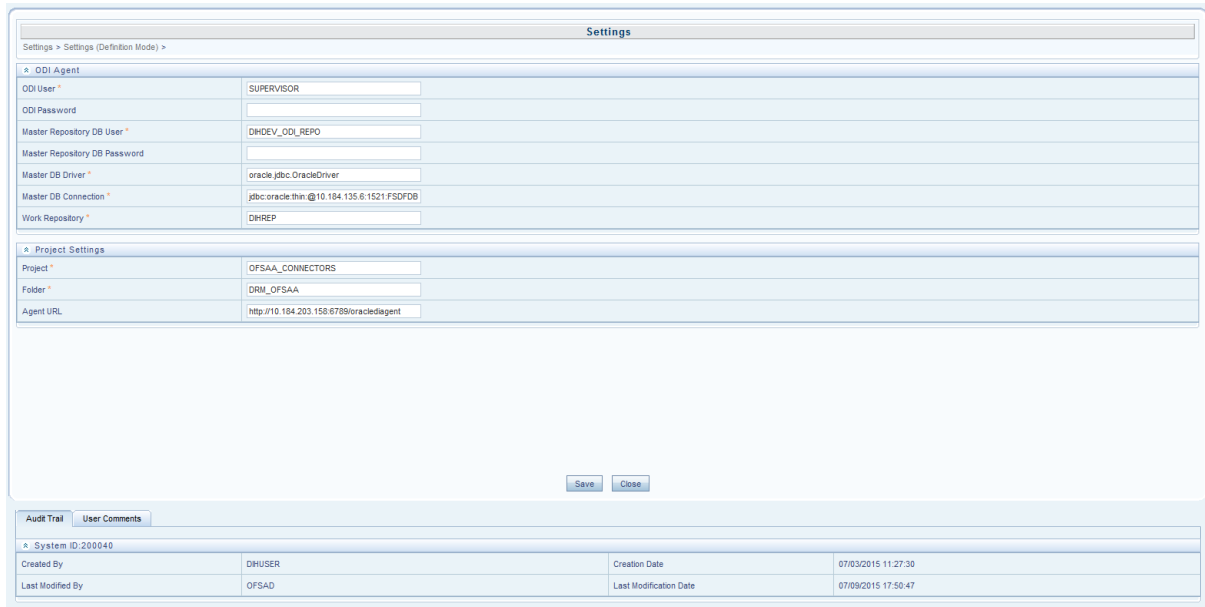 Settings
Settings > Settings (Definition Mode) >
ODI Agent
ODI User * SUPERVISOR
ODI Password
Master Repository DB User * DIHDEV_ODI_REPO
Master Repository DB Password
Master DB Driver * oracle.jdbc.OracleDriver
Master DB Connection * jdbc:oracle:thin:@10.184.135.6:1521:FSDFDB
Work Repository * DIHREP
Project Settings
Project * OFSAA_CONNECTORS
Folder * DRM_OFSAA
Agent URL http://10.184.203.158:6789/oraclediagent
Save Close
Audit Trail User Comments
System ID:200040
Created By DIHUSER Creation Date 07/03/2015 11:27:30
Last Modified By OFSAD Last Modification Date 07/09/2015 17:50:47